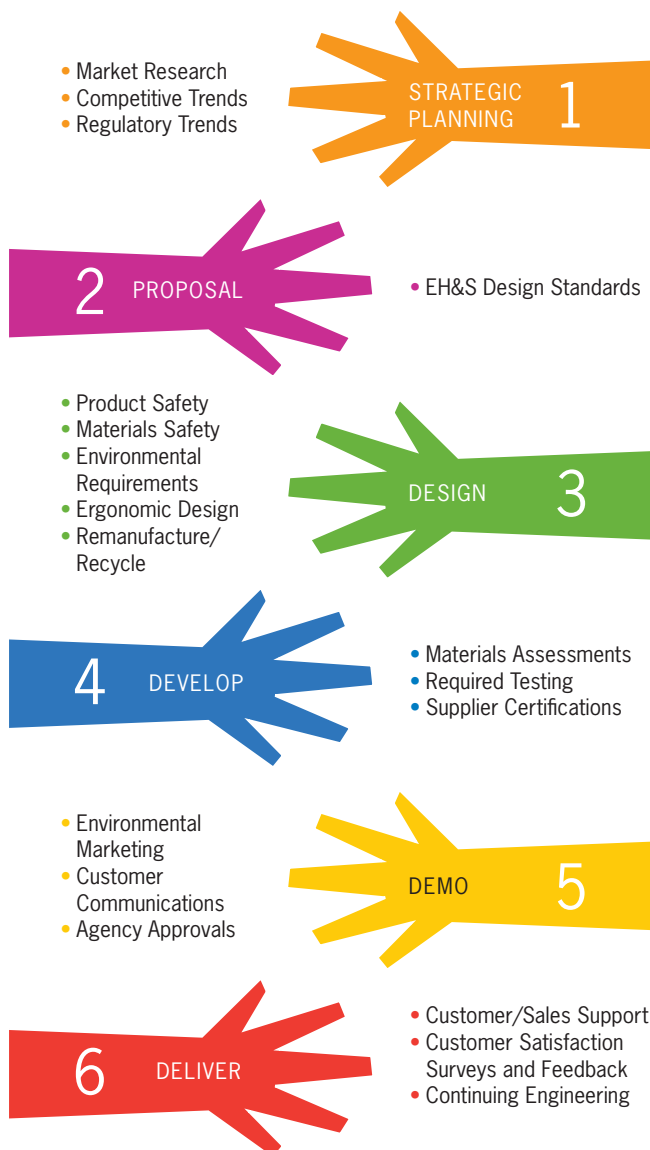 • Market Research
• Competitive Trends
• Regulatory Trends
STRATEGIC
PLANNING
1
2
PROPOSAL
• EH&S Design Standards
• Product Safety
• Materials Safety
• Environmental
Requirements
• Ergonomic Design
• Remanufacture/
Recycle
DESIGN
3
4
DEVELOP
• Materials Assessments
• Required Testing
• Supplier Certifications
• Environmental
Marketing
• Customer
Communications
• Agency Approvals
DEMO
5
6
DELIVER
• Customer/Sales Support
• Customer Satisfaction
Surveys and Feedback
• Continuing Engineering